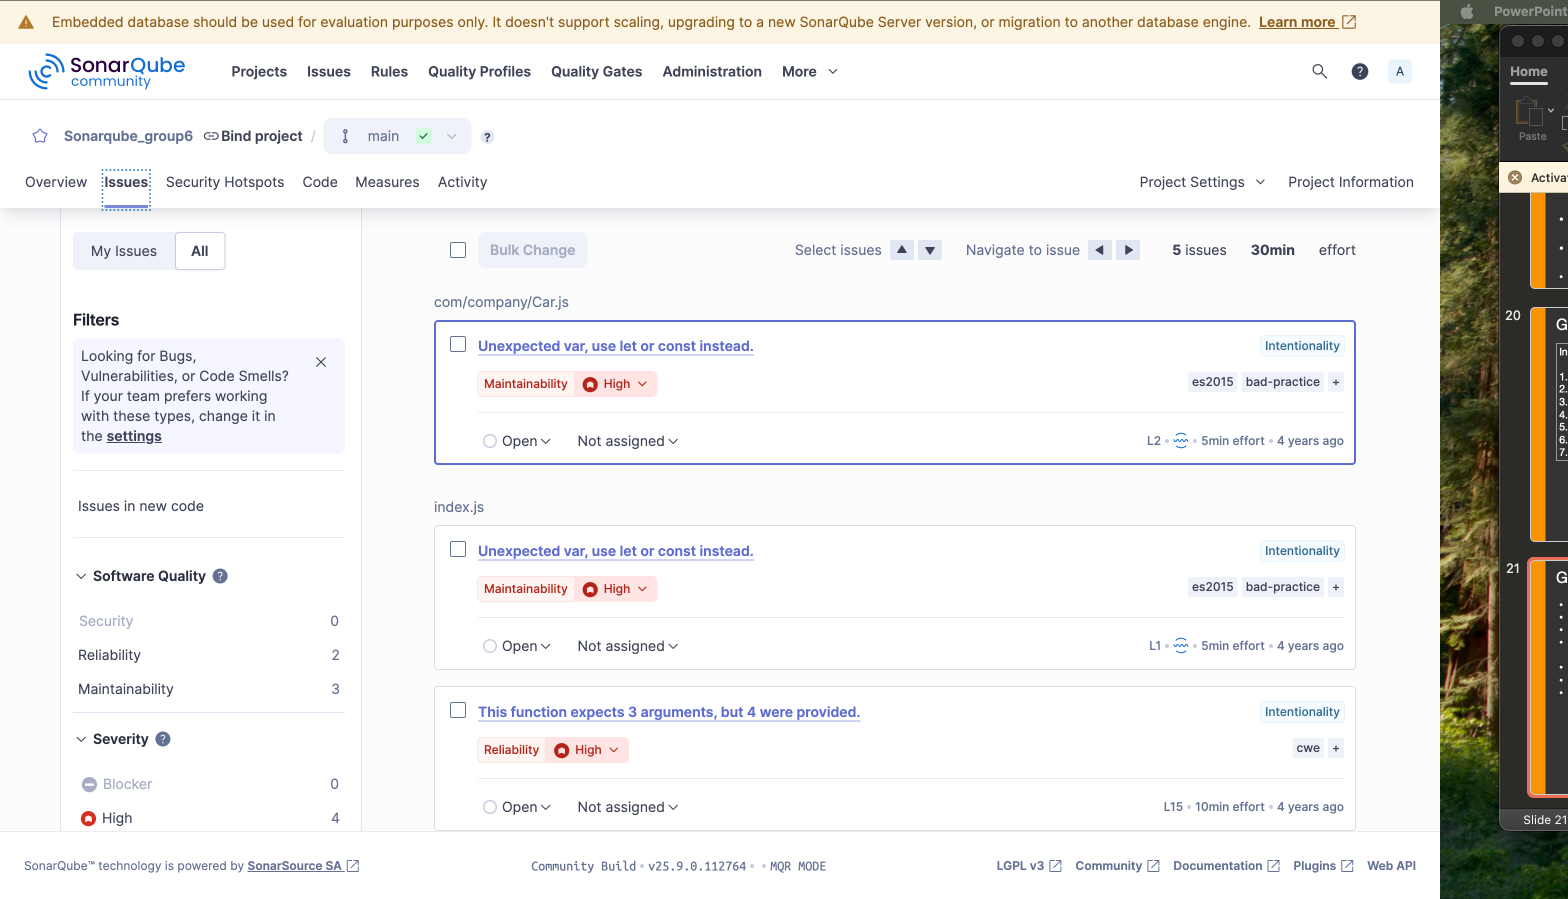 Embedded database should be used for evaluation purposes only. It doesn't support scaling, upgrading to a new SonarQube Server version, or migration to another database engine. Learn more
PowerPoint
SonarQube
community
Projects Issues Rules Quality Profiles Quality Gates Administration More
A
Home
Paste
Sonarqube_group6 Bind project / main
Overview Issues Security Hotspots Code Measures Activity
Project Settings Project Information
My Issues All
Bulk Change
Select issues Navigate to issue 5 issues 30min effort
Filters
Looking for Bugs,
Vulnerabilities, or Code Smells?
If your team prefers working
with these types, change it in
the settings
Issues in new code
Software Quality
Security 0
Reliability 2
Maintainability 3
Severity
Blocker 0
High 4
com/company/Car.js
Unexpected var, use let or const instead.
Intentionality
Maintainability High
es2015 bad-practice +
Open Not assigned
L2 • 5min effort • 4 years ago
index.js
Unexpected var, use let or const instead.
Intentionality
Maintainability High
es2015 bad-practice +
Open Not assigned
L1 • 5min effort • 4 years ago
This function expects 3 arguments, but 4 were provided.
Intentionality
Reliability High
cwe +
Open Not assigned
L15 • 10min effort • 4 years ago
20
G
In
1.
2.
3.
4.
5.
6.
7.
21
G
Slide 21
SonarQube™ technology is powered by SonarSource SA
Community Build • v25.9.0.112764 • • MQR MODE
LGPL v3 Community Documentation Plugins Web API